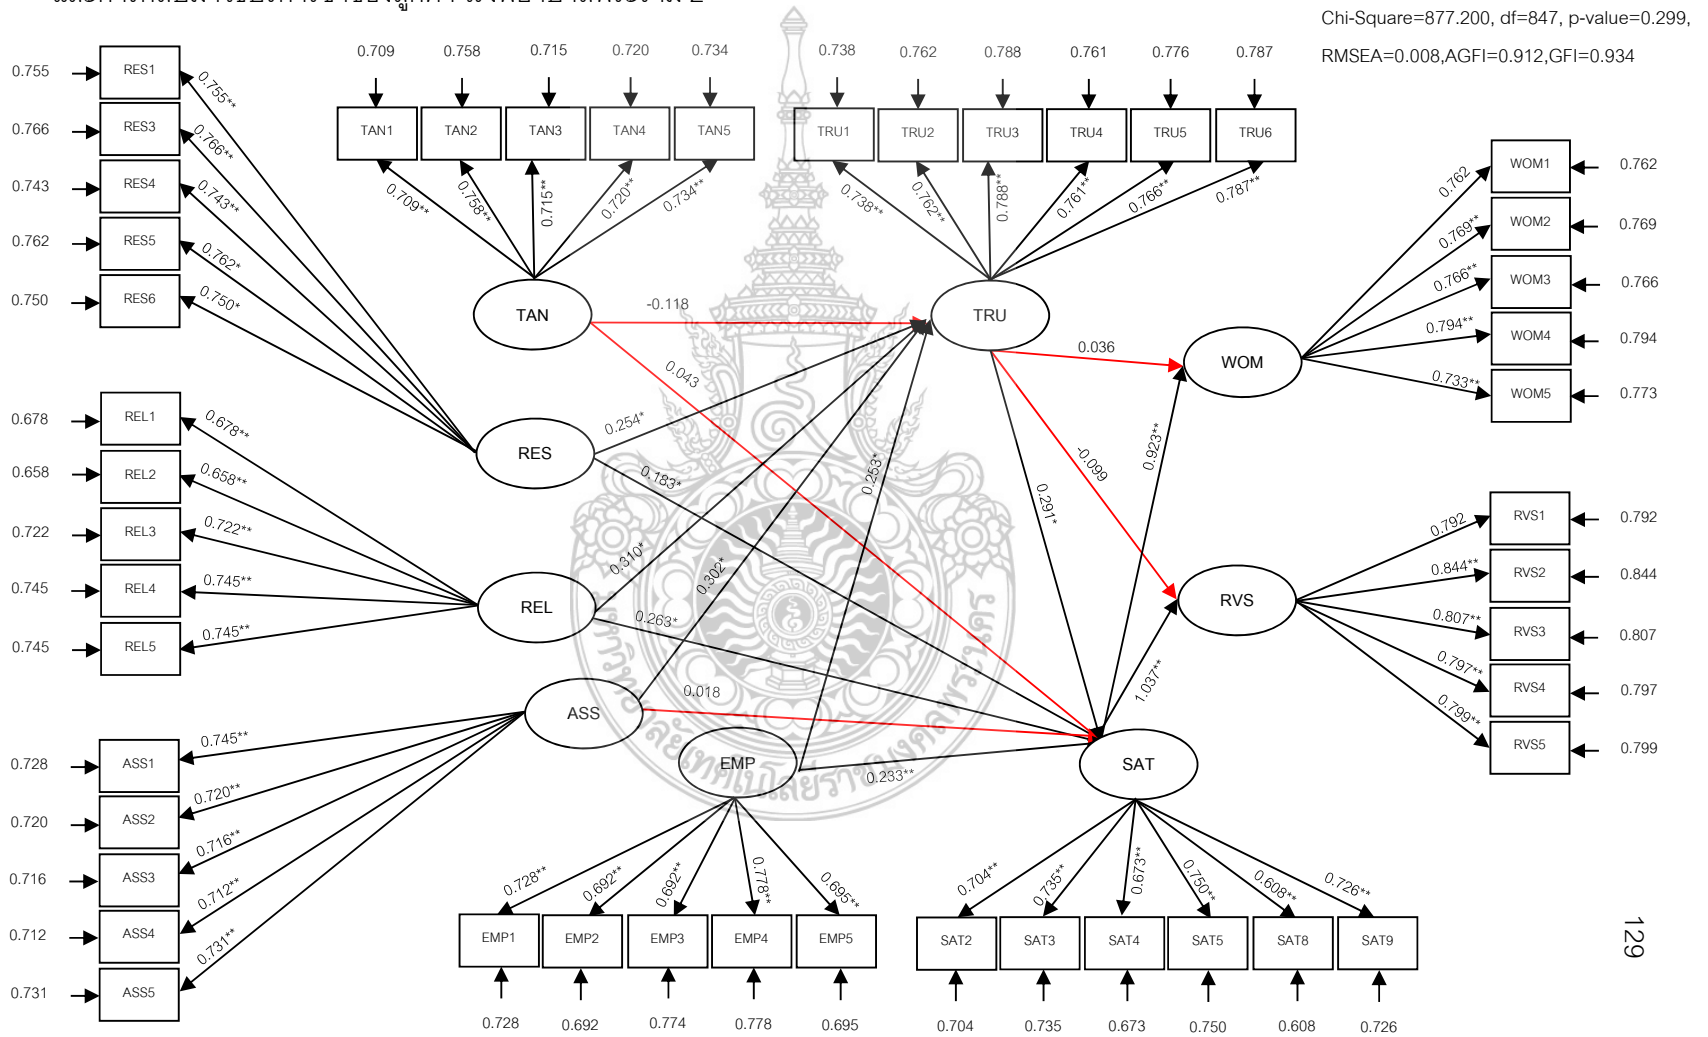 Chi-Square=877.200, df=847, p-value=0.299,
RMSEA=0.008,AGFI=0.912,GFI=0.934
0.709 0.758 0.715 0.720 0.734
0.738 0.762 0.788 0.761 0.776 0.787
TAN1 TAN2 TAN3 TAN4 TAN5
TRU1 TRU2 TRU3 TRU4 TRU5 TRU6
0.709** 0.758** 0.715** 0.720** 0.734**
0.738** 0.762** 0.788** 0.761** 0.766** 0.787**
0.755 RES1 0.755**
0.766 RES3 0.766**
0.743 RES4 0.743**
0.762 RES5 0.762*
0.750 RES6 0.750*
TAN -0.118 TRU
0.043
0.036 WOM
0.762 WOM1 0.762
0.769** WOM2 0.769
0.766** WOM3 0.766
0.794** WOM4 0.794
0.733** WOM5 0.773
RES 0.254*
0.183*
0.253*
0.291*
0.923**
-0.099
0.678 REL1 0.678**
0.658 REL2 0.658**
0.722 REL3 0.722**
0.745 REL4 0.745**
0.745 REL5 0.745**
REL 0.310*
0.302*
0.263*
RVS
0.792 RVS1 0.792
0.844** RVS2 0.844
0.807** RVS3 0.807
0.797** RVS4 0.797
0.799** RVS5 0.799
1.037**
ASS 0.018
EMP 0.233** SAT
0.728 ASS1 0.745**
0.720 ASS2 0.720**
0.716 ASS3 0.716**
0.712 ASS4 0.712**
0.731 ASS5 0.731**
0.728** 0.692** 0.692** 0.778** 0.695**
0.704** 0.735** 0.673** 0.750** 0.608** 0.726**
EMP1 EMP2 EMP3 EMP4 EMP5
SAT2 SAT3 SAT4 SAT5 SAT8 SAT9
0.728 0.692 0.774 0.778 0.695
0.704 0.735 0.673 0.750 0.608 0.726
129